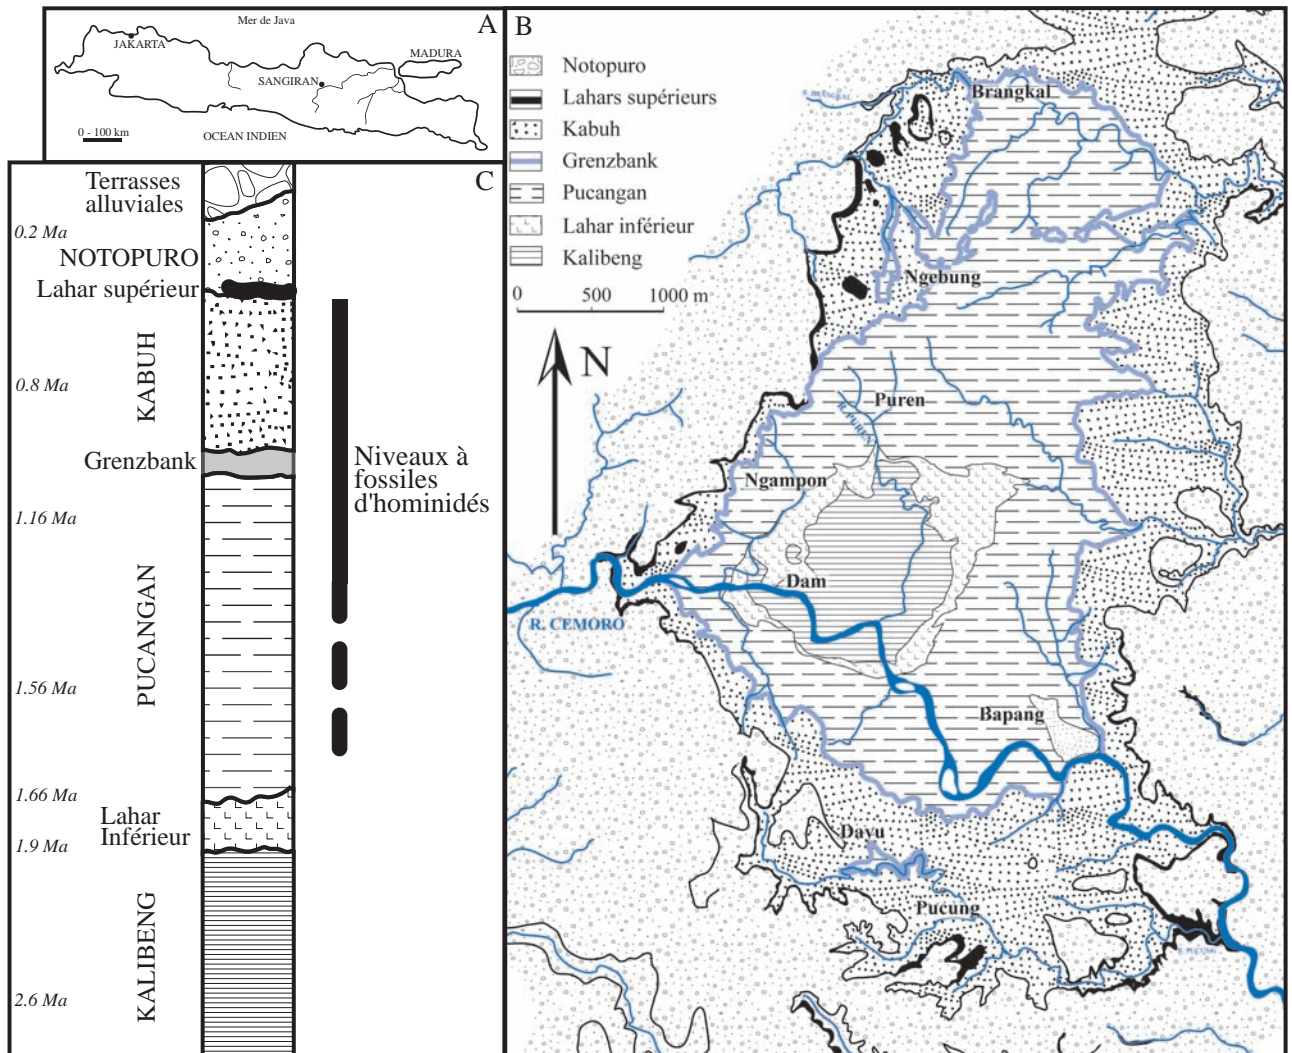 A
Mer de Java
JAKARTA
MADURA
SANGIRAN
0 - 100 km
OCEAN INDIEN
C
Terrasses
alluviales
0.2 Ma
NOTOPURO
Lahar supérieur
KABUH
0.8 Ma
Grenzbank
Niveaux à
fossiles
d'hominidés
1.16 Ma
PUCANGAN
1.56 Ma
1.66 Ma
Lahar
Inférieur
1.9 Ma
KALIBENG
2.6 Ma
B
Notopuro
Lahars supérieurs
Kabuh
Grenzbank
Pucangan
Lahar inférieur
Kalibeng
0 500 1000 m
N
R. BRANGKAL
Brangkal
Ngebung
Puren
R. PUREN
Ngampon
Dam
R. CEMORO
Bapang
Dayu
Pucung
R. PUCUNG